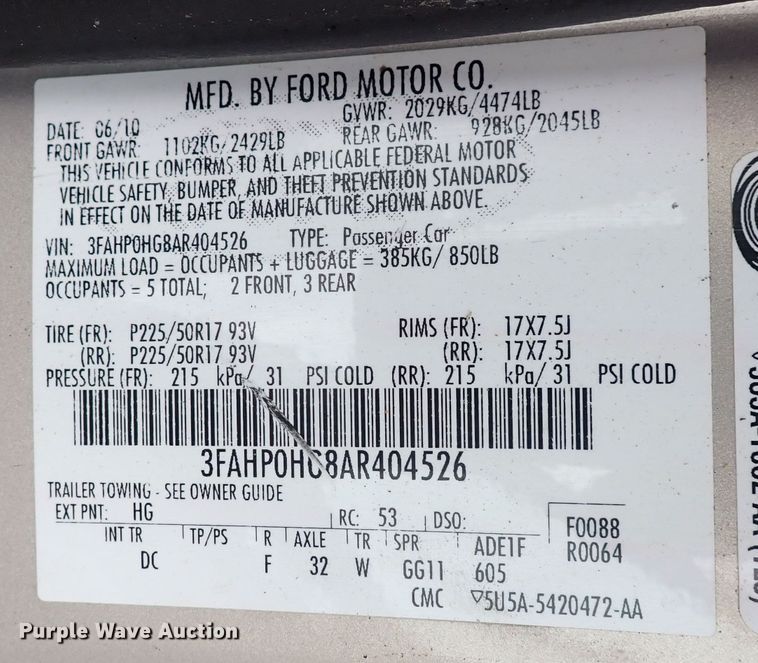 MFD. BY FORD MOTOR CO.
DATE: 06/10 GVWR: 2029KG/4474LB
FRONT GAWR: 1102KG/2429LB REAR GAWR: 928KG/2045LB
THIS VEHICLE CONFORMS TO ALL APPLICABLE FEDERAL MOTOR
VEHICLE SAFETY, BUMPER, AND THEFT PREVENTION STANDARDS
IN EFFECT ON THE DATE OF MANUFACTURE SHOWN ABOVE.
VIN: 3FAHP0HG8AR404526 TYPE: Passenger Car
MAXIMUM LOAD = OCCUPANTS + LUGGAGE = 385KG/ 850LB
OCCUPANTS = 5 TOTAL; 2 FRONT, 3 REAR
TIRE (FR): P225/50R17 93V RIMS (FR): 17X7.5J
(RR): P225/50R17 93V (RR): 17X7.5J
PRESSURE (FR): 215 kPa/ 31 PSI COLD (RR): 215 kPa/ 31 PSI COLD
3FAHP0HG8AR404526
TRAILER TOWING - SEE OWNER GUIDE
EXT PNT: HG RC: 53 DSO: F0088
INT TR TP/PS R AXLE TR SPR ADE1F R0064
DC F 32 W GG11 605
CMC ▽5U5A-5420472-AA
Purple Wave Auction